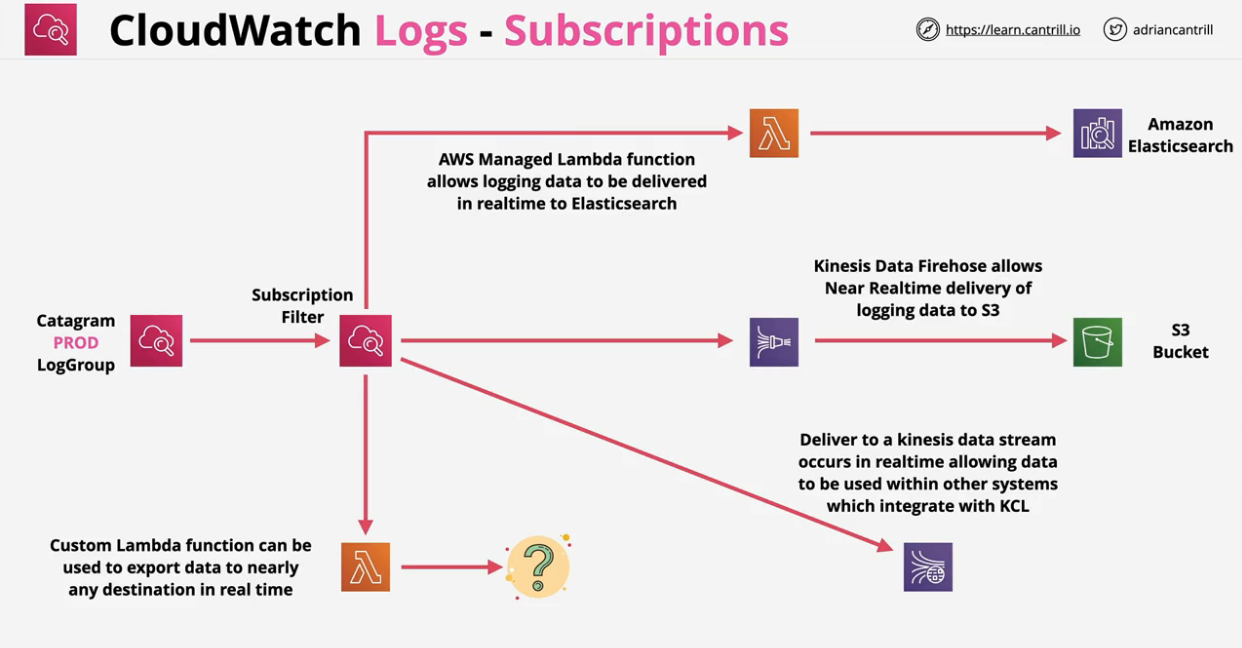 CloudWatch Logs - Subscriptions
https://learn.cantrill.io
adriancantrill
AWS Managed Lambda function
allows logging data to be delivered
in realtime to Elasticsearch
Amazon
Elasticsearch
Catagram
PROD
LogGroup
Subscription
Filter
Kinesis Data Firehose allows
Near Realtime delivery of
logging data to S3
S3
Bucket
Deliver to a kinesis data stream
occurs in realtime allowing data
to be used within other systems
which integrate with KCL
Custom Lambda function can be
used to export data to nearly
any destination in real time
?